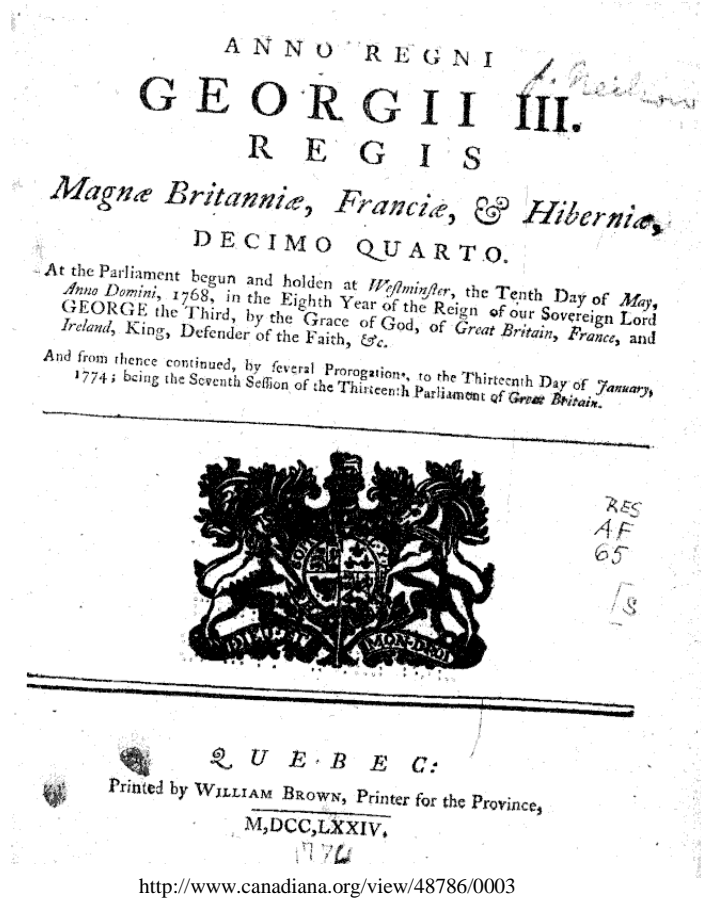 ANNO REGNI
J. Neilson
GEORGII III.
REGIS
Magnæ Britanniæ, Franciæ, & Hiberniæ,
DECIMO QUARTO.
At the Parliament begun and holden at Weſtminſter, the Tenth Day of May,
Anno Domini, 1768, in the Eighth Year of the Reign of our Sovereign Lord
GEORGE the Third, by the Grace of God, of Great Britain, France, and
Ireland, King, Defender of the Faith, &c.
And from thence continued, by ſeveral Prorogations, to the Thirteenth Day of January,
1774; being the Seventh Seſſion of the Thirteenth Parliament of Great Britain.
RES
AF
65
[S
DIEU·ET MON·DROI
QUEBEC:
Printed by WILLIAM BROWN, Printer for the Province,
M,DCC,LXXIV.
1774
http://www.canadiana.org/view/48786/0003